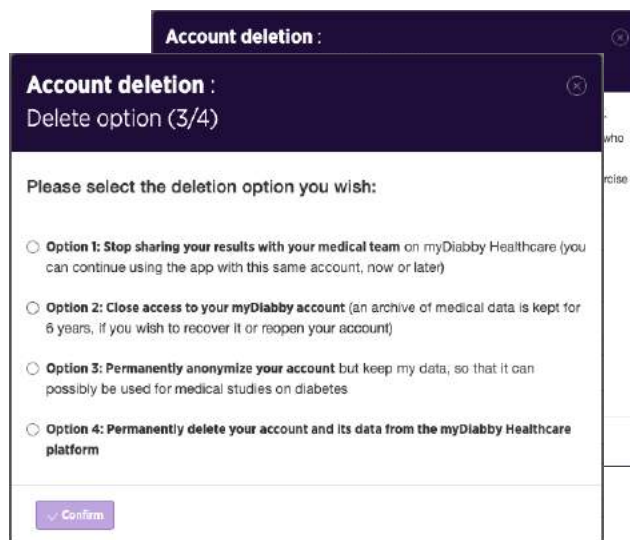 Account deletion :
Account deletion :
Delete option (3/4)
who
rcise
Please select the deletion option you wish:
Option 1: Stop sharing your results with your medical team on myDiabby Healthcare (you
can continue using the app with this same account, now or later)
Option 2: Close access to your myDiabby account (an archive of medical data is kept for
6 years, if you wish to recover it or reopen your account)
Option 3: Permanently anonymize your account but keep my data, so that it can
possibly be used for medical studies on diabetes
Option 4: Permanently delete your account and its data from the myDiabby Healthcare
platform
Confirm